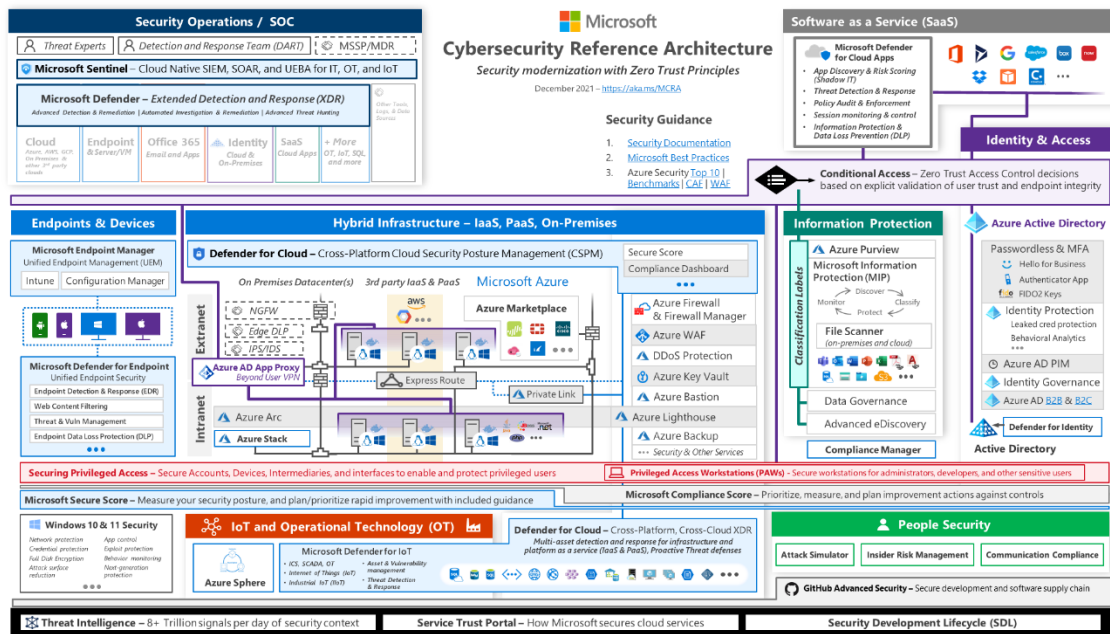 Security Operations / SOC
Threat Experts
Detection and Response Team (DART)
MSSP/MDR
Microsoft Sentinel – Cloud Native SIEM, SOAR, and UEBA for IT, OT, and IoT
Microsoft Defender – Extended Detection and Response (XDR)
Advanced Detection & Remediation | Automated Investigation & Remediation | Advanced Threat Hunting
Other Tools, Logs, & Data Sources
Cloud
Azure, AWS, GCP, On Premises & other 3rd party clouds
Endpoint
& Server/VM
Office 365
Email and Apps
Identity
Cloud & On-Premises
SaaS
Cloud Apps
+ More
OT, IoT, SQL, and more
Microsoft
Cybersecurity Reference Architecture
Security modernization with Zero Trust Principles
December 2021 – https://aka.ms/MCRA
Security Guidance
1. Security Documentation
2. Microsoft Best Practices
3. Azure Security Top 10 |
Benchmarks | CAF | WAF
Software as a Service (SaaS)
Microsoft Defender
for Cloud Apps
• App Discovery & Risk Scoring
(Shadow IT)
• Threat Detection & Response
• Policy Audit & Enforcement
• Session monitoring & control
• Information Protection &
Data Loss Prevention (DLP)
box
Identity & Access
Conditional Access – Zero Trust Access Control decisions
based on explicit validation of user trust and endpoint integrity
Endpoints & Devices
Microsoft Endpoint Manager
Unified Endpoint Management (UEM)
Intune
Configuration Manager
Microsoft Defender for Endpoint
Unified Endpoint Security
Endpoint Detection & Response (EDR)
Web Content Filtering
Threat & Vuln Management
Endpoint Data Loss Protection (DLP)
Hybrid Infrastructure – IaaS, PaaS, On-Premises
Defender for Cloud – Cross-Platform Cloud Security Posture Management (CSPM)
Secure Score
Compliance Dashboard
On Premises Datacenter(s)
3rd party IaaS & PaaS
Microsoft Azure
Extranet
NGFW
Edge DLP
IPS/IDS
aws
Azure Marketplace
Azure AD App Proxy
Beyond User VPN
Express Route
Private Link
Intranet
Azure Arc
Azure Stack
.net
Azure Lighthouse
Azure Firewall
& Firewall Manager
Azure WAF
DDoS Protection
Azure Key Vault
Azure Bastion
Azure Backup
Security & Other Services
Information Protection
Classification Labels
Azure Purview
Microsoft Information
Protection (MIP)
Discover
Monitor
Classify
Protect
File Scanner
(on-premises and cloud)
Data Governance
Advanced eDiscovery
Compliance Manager
Azure Active Directory
Passwordless & MFA
Hello for Business
Authenticator App
FIDO2 Keys
Identity Protection
Leaked cred protection
Behavioral Analytics
Azure AD PIM
Identity Governance
Azure AD B2B & B2C
Defender for Identity
Active Directory
Securing Privileged Access – Secure Accounts, Devices, Intermediaries, and interfaces to enable and protect privileged users
Privileged Access Workstations (PAWs) - Secure workstations for administrators, developers, and other sensitive users
Microsoft Secure Score – Measure your security posture, and plan/prioritize rapid improvement with included guidance
Microsoft Compliance Score – Prioritize, measure, and plan improvement actions against controls
Windows 10 & 11 Security
Network protection
Credential protection
Full Disk Encryption
Attack surface
reduction
App control
Exploit protection
Behavior monitoring
Next-generation
protection
IoT and Operational Technology (OT)
Azure Sphere
Microsoft Defender for IoT
• ICS, SCADA, OT
• Internet of Things (IoT)
• Industrial IoT (IIoT)
• Asset & Vulnerability
management
• Threat Detection
& Response
Defender for Cloud – Cross-Platform, Cross-Cloud XDR
Multi-asset detection and response for infrastructure and
platform as a service (IaaS & PaaS), Proactive Threat defenses
People Security
Attack Simulator
Insider Risk Management
Communication Compliance
GitHub Advanced Security – Secure development and software supply chain
Threat Intelligence – 8+ Trillion signals per day of security context
Service Trust Portal – How Microsoft secures cloud services
Security Development Lifecycle (SDL)